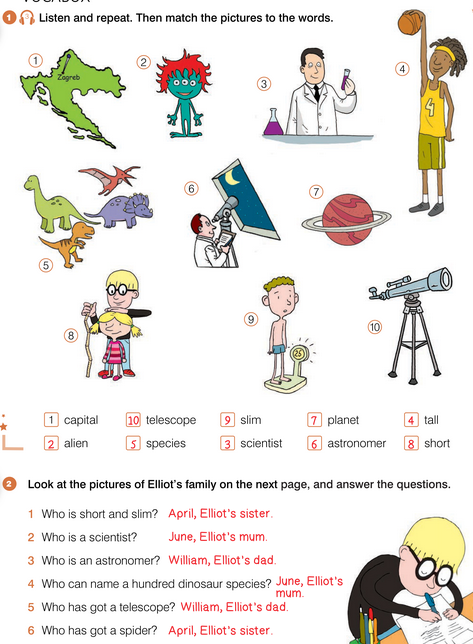 1 Listen and repeat. Then match the pictures to the words.
1
Zagreb
2
3
4
4
5
6
7
8
9
25
10
1 capital 10 telescope 9 slim 7 planet 4 tall
2 alien 5 species 3 scientist 6 astronomer 8 short
2 Look at the pictures of Elliot's family on the next page, and answer the questions.
1 Who is short and slim? April, Elliot's sister.
2 Who is a scientist? June, Elliot's mum.
3 Who is an astronomer? William, Elliot's dad.
4 Who can name a hundred dinosaur species? June, Elliot's
mum.
5 Who has got a telescope? William, Elliot's dad.
6 Who has got a spider? April, Elliot's sister.